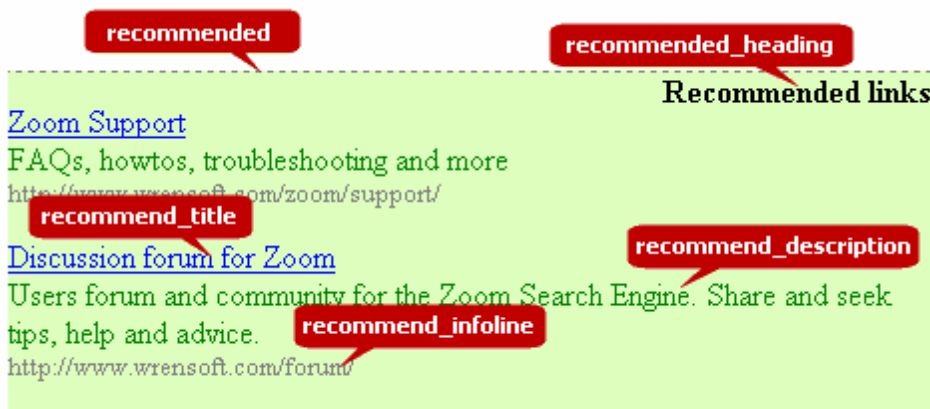 recommended
recommended_heading
Recommended links
Zoom Support
FAQs, howtos, troubleshooting and more
http://www.wrensoft.com/zoom/support/
recommend_title
Discussion forum for Zoom
recommend_description
Users forum and community for the Zoom Search Engine. Share and seek
tips, help and advice.
recommend_infoline
http://www.wrensoft.com/forum/